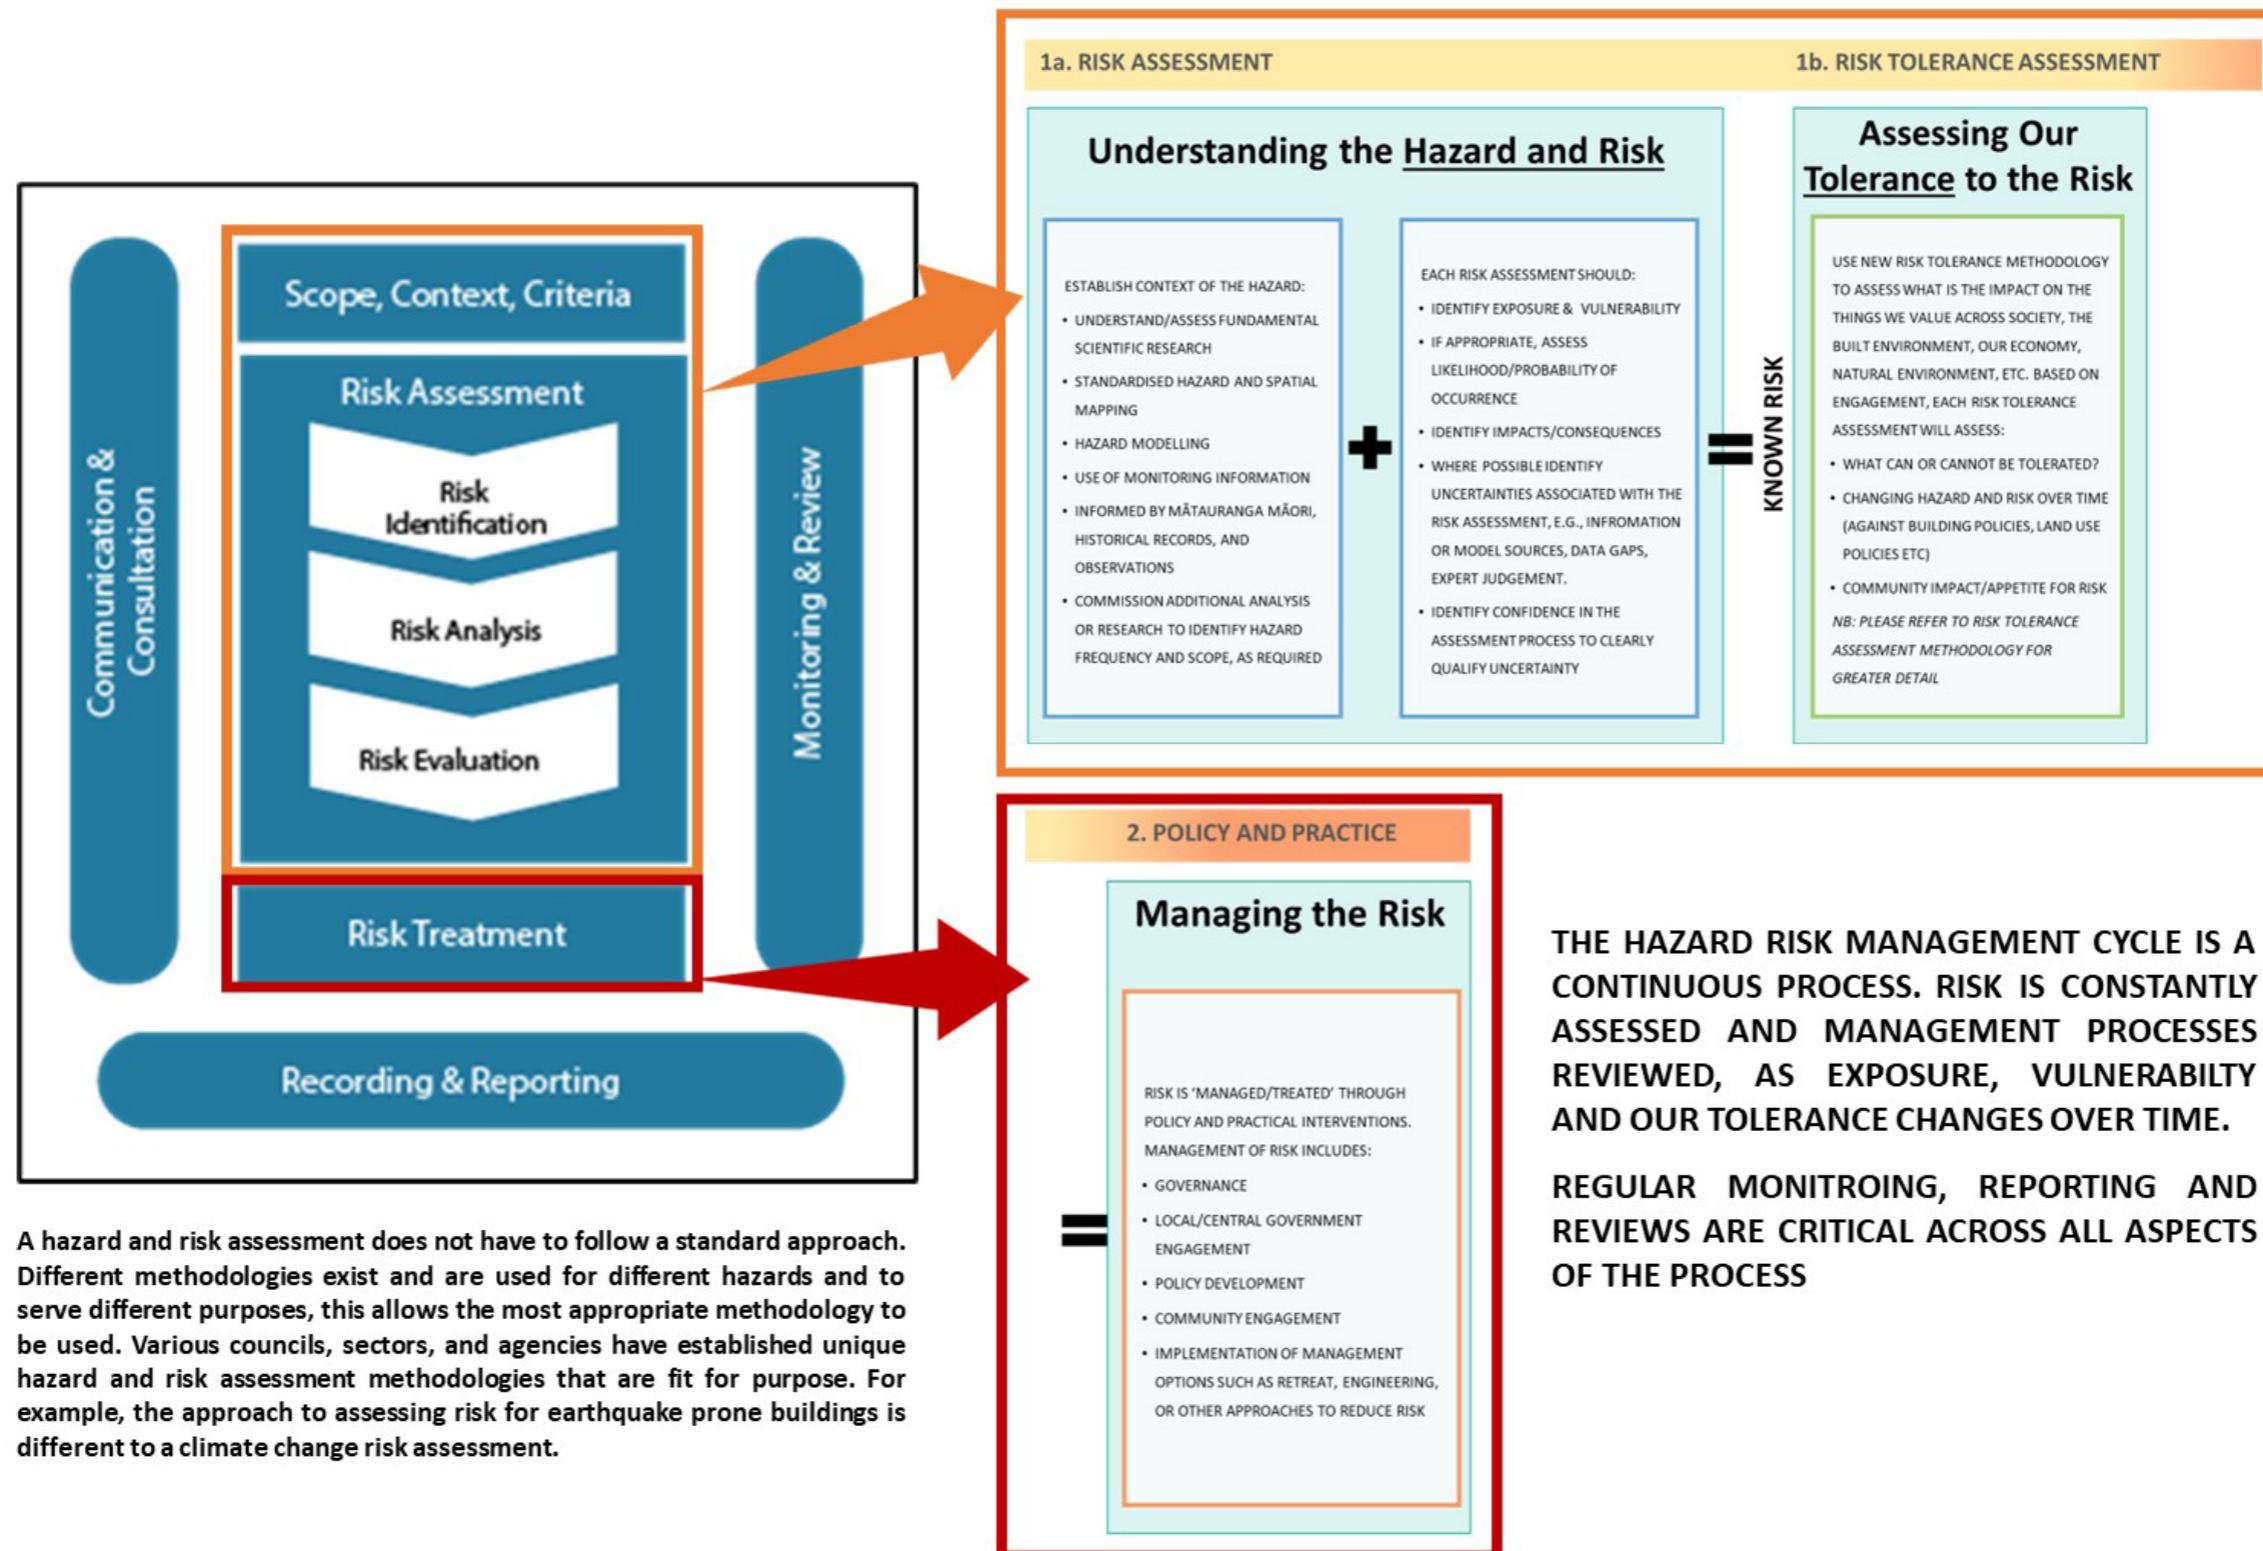 Communication &
Consultation
Scope, Context, Criteria
Risk Assessment
Risk
Identification
Risk Analysis
Risk Evaluation
Risk Treatment
Monitoring & Review
Recording & Reporting
A hazard and risk assessment does not have to follow a standard approach.
Different methodologies exist and are used for different hazards and to
serve different purposes, this allows the most appropriate methodology to
be used. Various councils, sectors, and agencies have established unique
hazard and risk assessment methodologies that are fit for purpose. For
example, the approach to assessing risk for earthquake prone buildings is
different to a climate change risk assessment.
1a. RISK ASSESSMENT
1b. RISK TOLERANCE ASSESSMENT
Understanding the Hazard and Risk
ESTABLISH CONTEXT OF THE HAZARD:
• UNDERSTAND/ASSESS FUNDAMENTAL
SCIENTIFIC RESEARCH
• STANDARDISED HAZARD AND SPATIAL
MAPPING
• HAZARD MODELLING
• USE OF MONITORING INFORMATION
• INFORMED BY MĀTAURANGA MĀORI,
HISTORICAL RECORDS, AND
OBSERVATIONS
• COMMISSION ADDITIONAL ANALYSIS
OR RESEARCH TO IDENTIFY HAZARD
FREQUENCY AND SCOPE, AS REQUIRED
+
EACH RISK ASSESSMENT SHOULD:
• IDENTIFY EXPOSURE & VULNERABILITY
• IF APPROPRIATE, ASSESS
LIKELIHOOD/PROBABILITY OF
OCCURRENCE
• IDENTIFY IMPACTS/CONSEQUENCES
• WHERE POSSIBLE IDENTIFY
UNCERTAINTIES ASSOCIATED WITH THE
RISK ASSESSMENT, E.G., INFROMATION
OR MODEL SOURCES, DATA GAPS,
EXPERT JUDGEMENT.
• IDENTIFY CONFIDENCE IN THE
ASSESSMENT PROCESS TO CLEARLY
QUALIFY UNCERTAINTY
=
KNOWN RISK
Assessing Our
Tolerance to the Risk
USE NEW RISK TOLERANCE METHODOLOGY
TO ASSESS WHAT IS THE IMPACT ON THE
THINGS WE VALUE ACROSS SOCIETY, THE
BUILT ENVIRONMENT, OUR ECONOMY,
NATURAL ENVIRONMENT, ETC. BASED ON
ENGAGEMENT, EACH RISK TOLERANCE
ASSESSMENT WILL ASSESS:
• WHAT CAN OR CANNOT BE TOLERATED?
• CHANGING HAZARD AND RISK OVER TIME
(AGAINST BUILDING POLICIES, LAND USE
POLICIES ETC)
• COMMUNITY IMPACT/APPETITE FOR RISK
NB: PLEASE REFER TO RISK TOLERANCE
ASSESSMENT METHODOLOGY FOR
GREATER DETAIL
2. POLICY AND PRACTICE
=
Managing the Risk
RISK IS ‘MANAGED/TREATED’ THROUGH
POLICY AND PRACTICAL INTERVENTIONS.
MANAGEMENT OF RISK INCLUDES:
• GOVERNANCE
• LOCAL/CENTRAL GOVERNMENT
ENGAGEMENT
• POLICY DEVELOPMENT
• COMMUNITY ENGAGEMENT
• IMPLEMENTATION OF MANAGEMENT
OPTIONS SUCH AS RETREAT, ENGINEERING,
OR OTHER APPROACHES TO REDUCE RISK
THE HAZARD RISK MANAGEMENT CYCLE IS A
CONTINUOUS PROCESS. RISK IS CONSTANTLY
ASSESSED AND MANAGEMENT PROCESSES
REVIEWED, AS EXPOSURE, VULNERABILTY
AND OUR TOLERANCE CHANGES OVER TIME.
REGULAR MONITROING, REPORTING AND
REVIEWS ARE CRITICAL ACROSS ALL ASPECTS
OF THE PROCESS